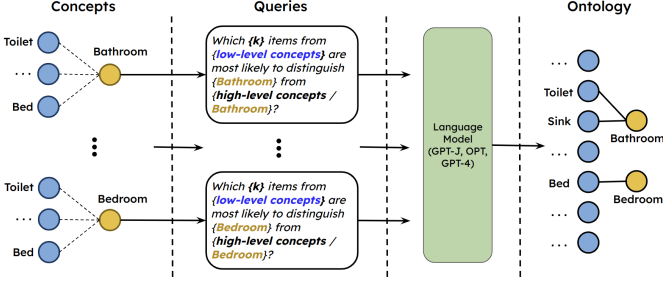 Concepts
Queries
Ontology
Toilet
...
Bed
Bathroom
Which {k} items from
{low-level concepts} are
most likely to distinguish
{Bathroom} from
{high-level concepts /
Bathroom}?
Toilet
...
Bed
Bedroom
Which {k} items from
{low-level concepts} are
most likely to distinguish
{Bedroom} from
{high-level concepts /
Bedroom}?
Language
Model
(GPT-J, OPT,
GPT-4)
...
Toilet
Sink
...
Bed
...
...
Bathroom
Bedroom